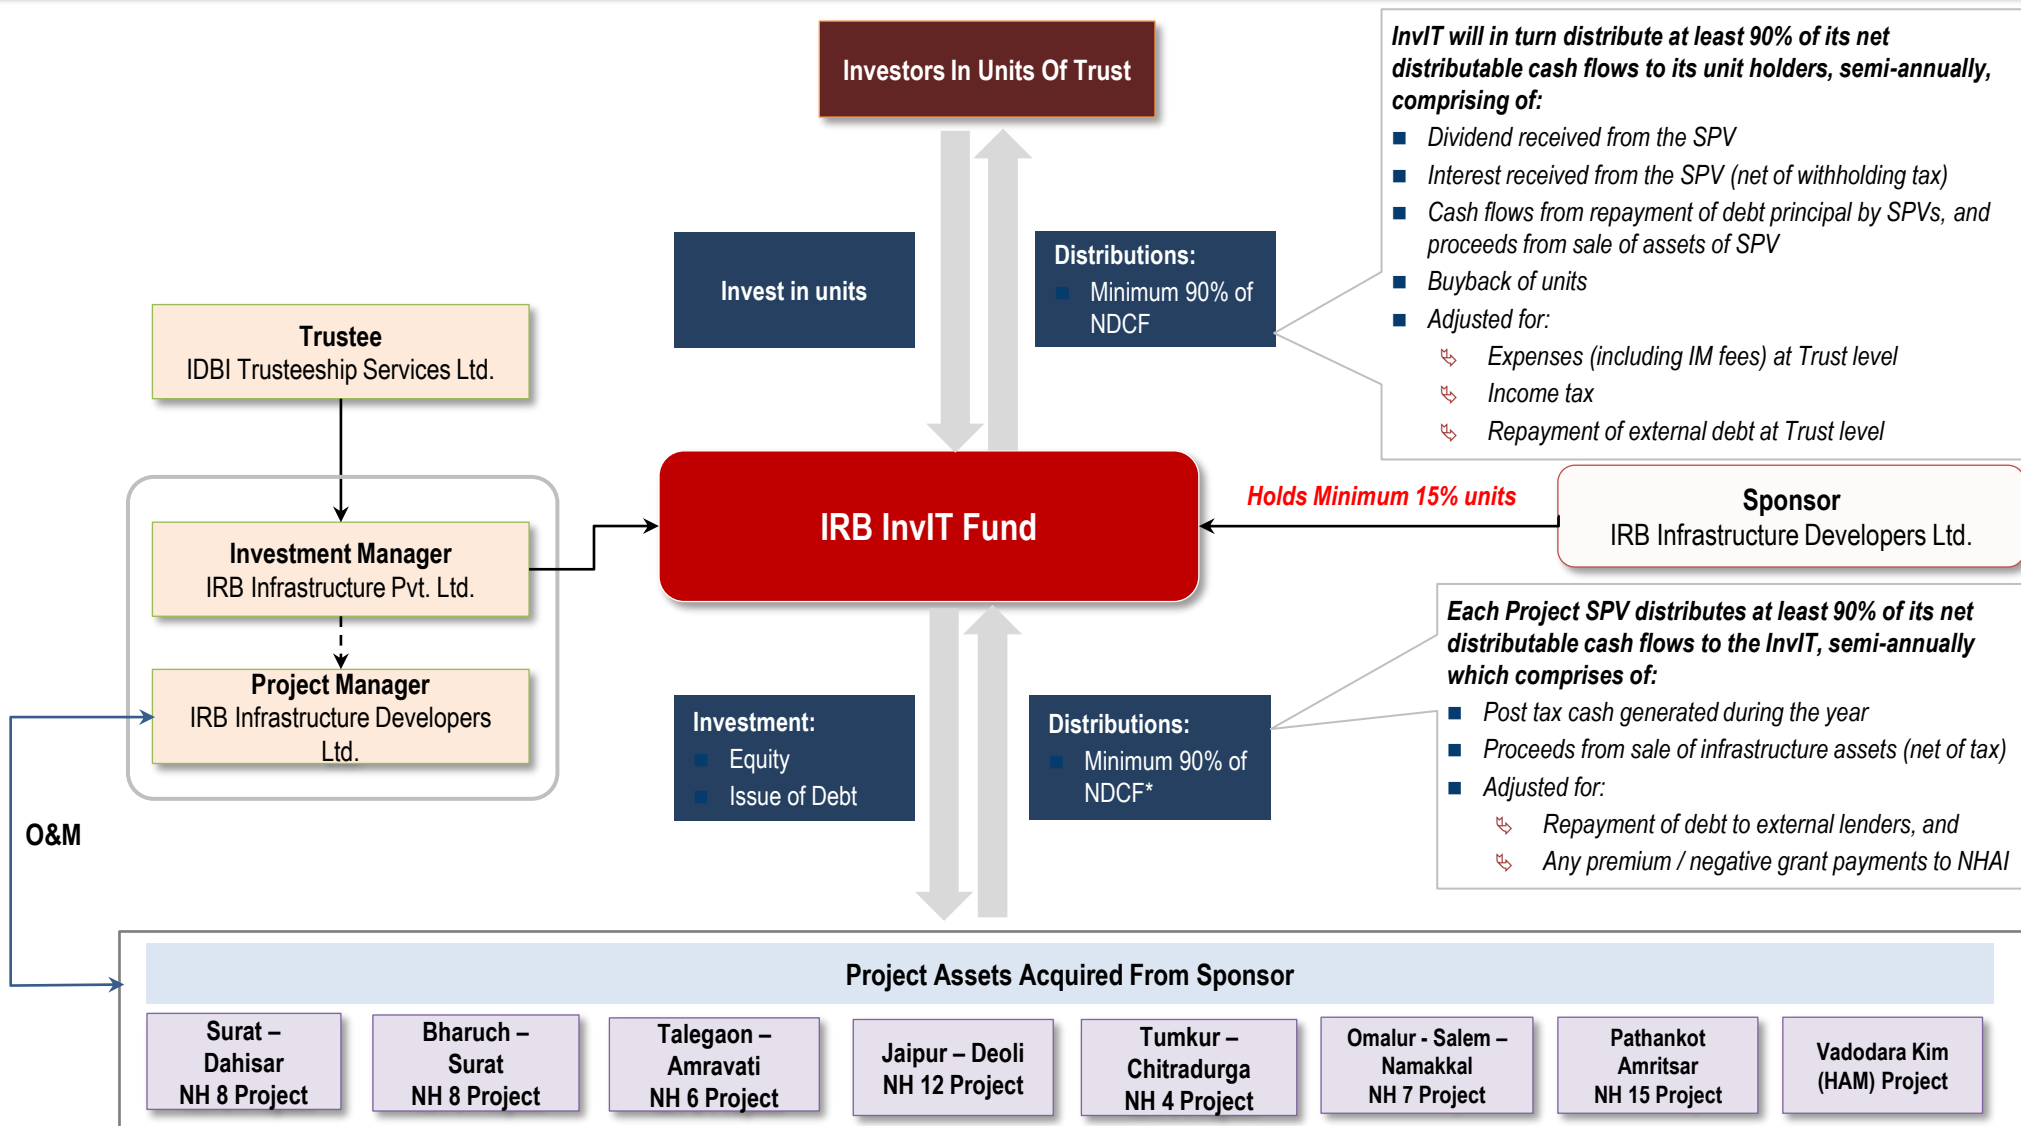 Investors In Units Of Trust
InvIT will in turn distribute at least 90% of its net
distributable cash flows to its unit holders, semi-annually,
comprising of:
Dividend received from the SPV
Interest received from the SPV (net of withholding tax)
Cash flows from repayment of debt principal by SPVs, and
proceeds from sale of assets of SPV
Buyback of units
Adjusted for:
Expenses (including IM fees) at Trust level
Income tax
Repayment of external debt at Trust level
Invest in units
Distributions:
Minimum 90% of
NDCF
Trustee
IDBI Trusteeship Services Ltd.
Investment Manager
IRB Infrastructure Pvt. Ltd.
Project Manager
IRB Infrastructure Developers
Ltd.
IRB InvIT Fund
Holds Minimum 15% units
Sponsor
IRB Infrastructure Developers Ltd.
Each Project SPV distributes at least 90% of its net
distributable cash flows to the InvIT, semi-annually
which comprises of:
Post tax cash generated during the year
Proceeds from sale of infrastructure assets (net of tax)
Adjusted for:
Repayment of debt to external lenders, and
Any premium / negative grant payments to NHAI
Investment:
Equity
Issue of Debt
Distributions:
Minimum 90% of
NDCF*
O&M
Project Assets Acquired From Sponsor
Surat –
Dahisar
NH 8 Project
Bharuch –
Surat
NH 8 Project
Talegaon –
Amravati
NH 6 Project
Jaipur – Deoli
NH 12 Project
Tumkur –
Chitradurga
NH 4 Project
Omalur - Salem –
Namakkal
NH 7 Project
Pathankot
Amritsar
NH 15 Project
Vadodara Kim
(HAM) Project